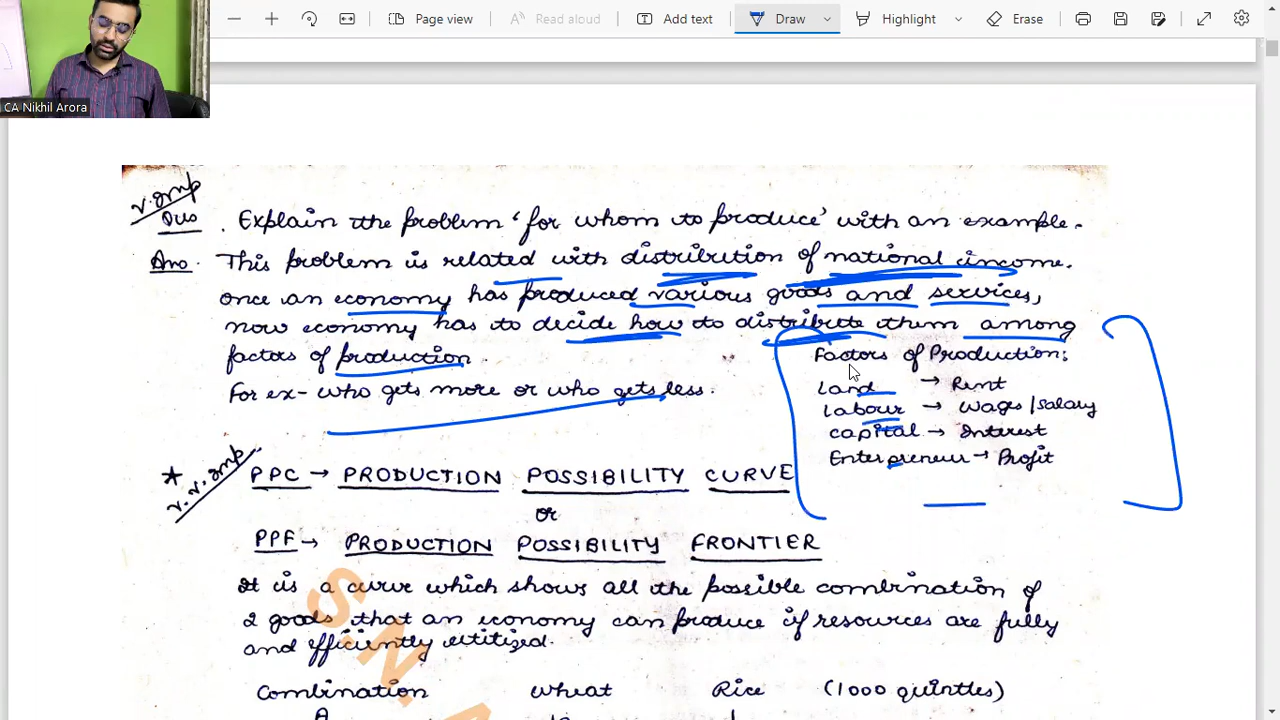 Page view
Read aloud
Add text
Draw
Highlight
Erase
CA Nikhil Arora
V. Imp
Que. Explain the problem 'for whom to produce' with an example.
Ans. This problem is related with distribution of national income.
once an economy has produced various goods and services,
now economy has to decide how to distribute them among
factors of production.
For ex- who gets more or who gets less.
Factors of Production:
Land → Rent
Labour → Wages/Salary
capital → Interest
Enterpreneur → Profit
V. V. Imp
PPC → PRODUCTION POSSIBILITY CURVE
or
PPF → PRODUCTION POSSIBILITY FRONTIER
It is a curve which shows all the possible combination of
2 goods that an economy can produce if resources are fully
and efficiently
S.N.
Combination wheat Rice (1000 quintles)
A